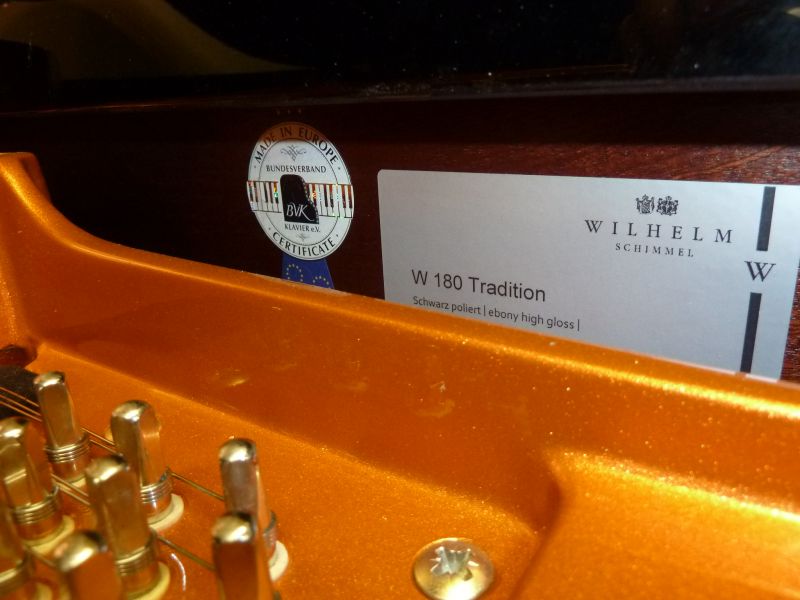 MADE IN EUROPE
BUNDESVERBAND
BVK
KLAVIER e.V.
CERTIFICATE
WILHELM
SCHIMMEL
W
W 180 Tradition
Schwarz poliert | ebony high gloss |